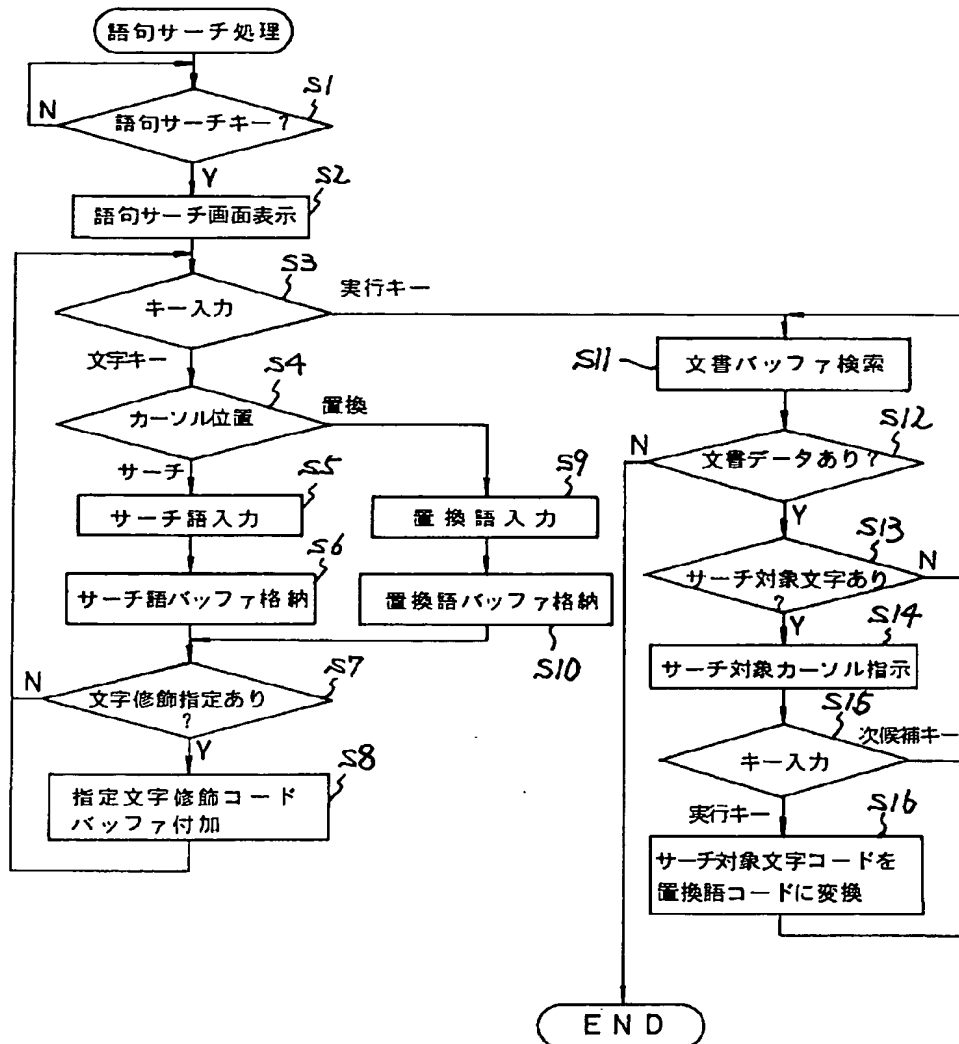 語句サーチ処理
S1
N
語句サーチキー?
Y
S2
語句サーチ画面表示
S3
実行キー
キー入力
文字キー
S4
カーソル位置
置換
サーチ
S5
サーチ語入力
S6
サーチ語バッファ格納
S9
置換語入力
置換語バッファ格納
S10
S7
N
文字修飾指定あり
?
Y
S8
指定文字修飾コード
バッファ付加
S11
文書バッファ検索
S12
N
文書データあり?
Y
S13
N
サーチ対象文字あり
?
Y
S14
サーチ対象カーソル指示
S15
次候補キー
キー入力
実行キー
S16
サーチ対象文字コードを
置換語コードに変換
END